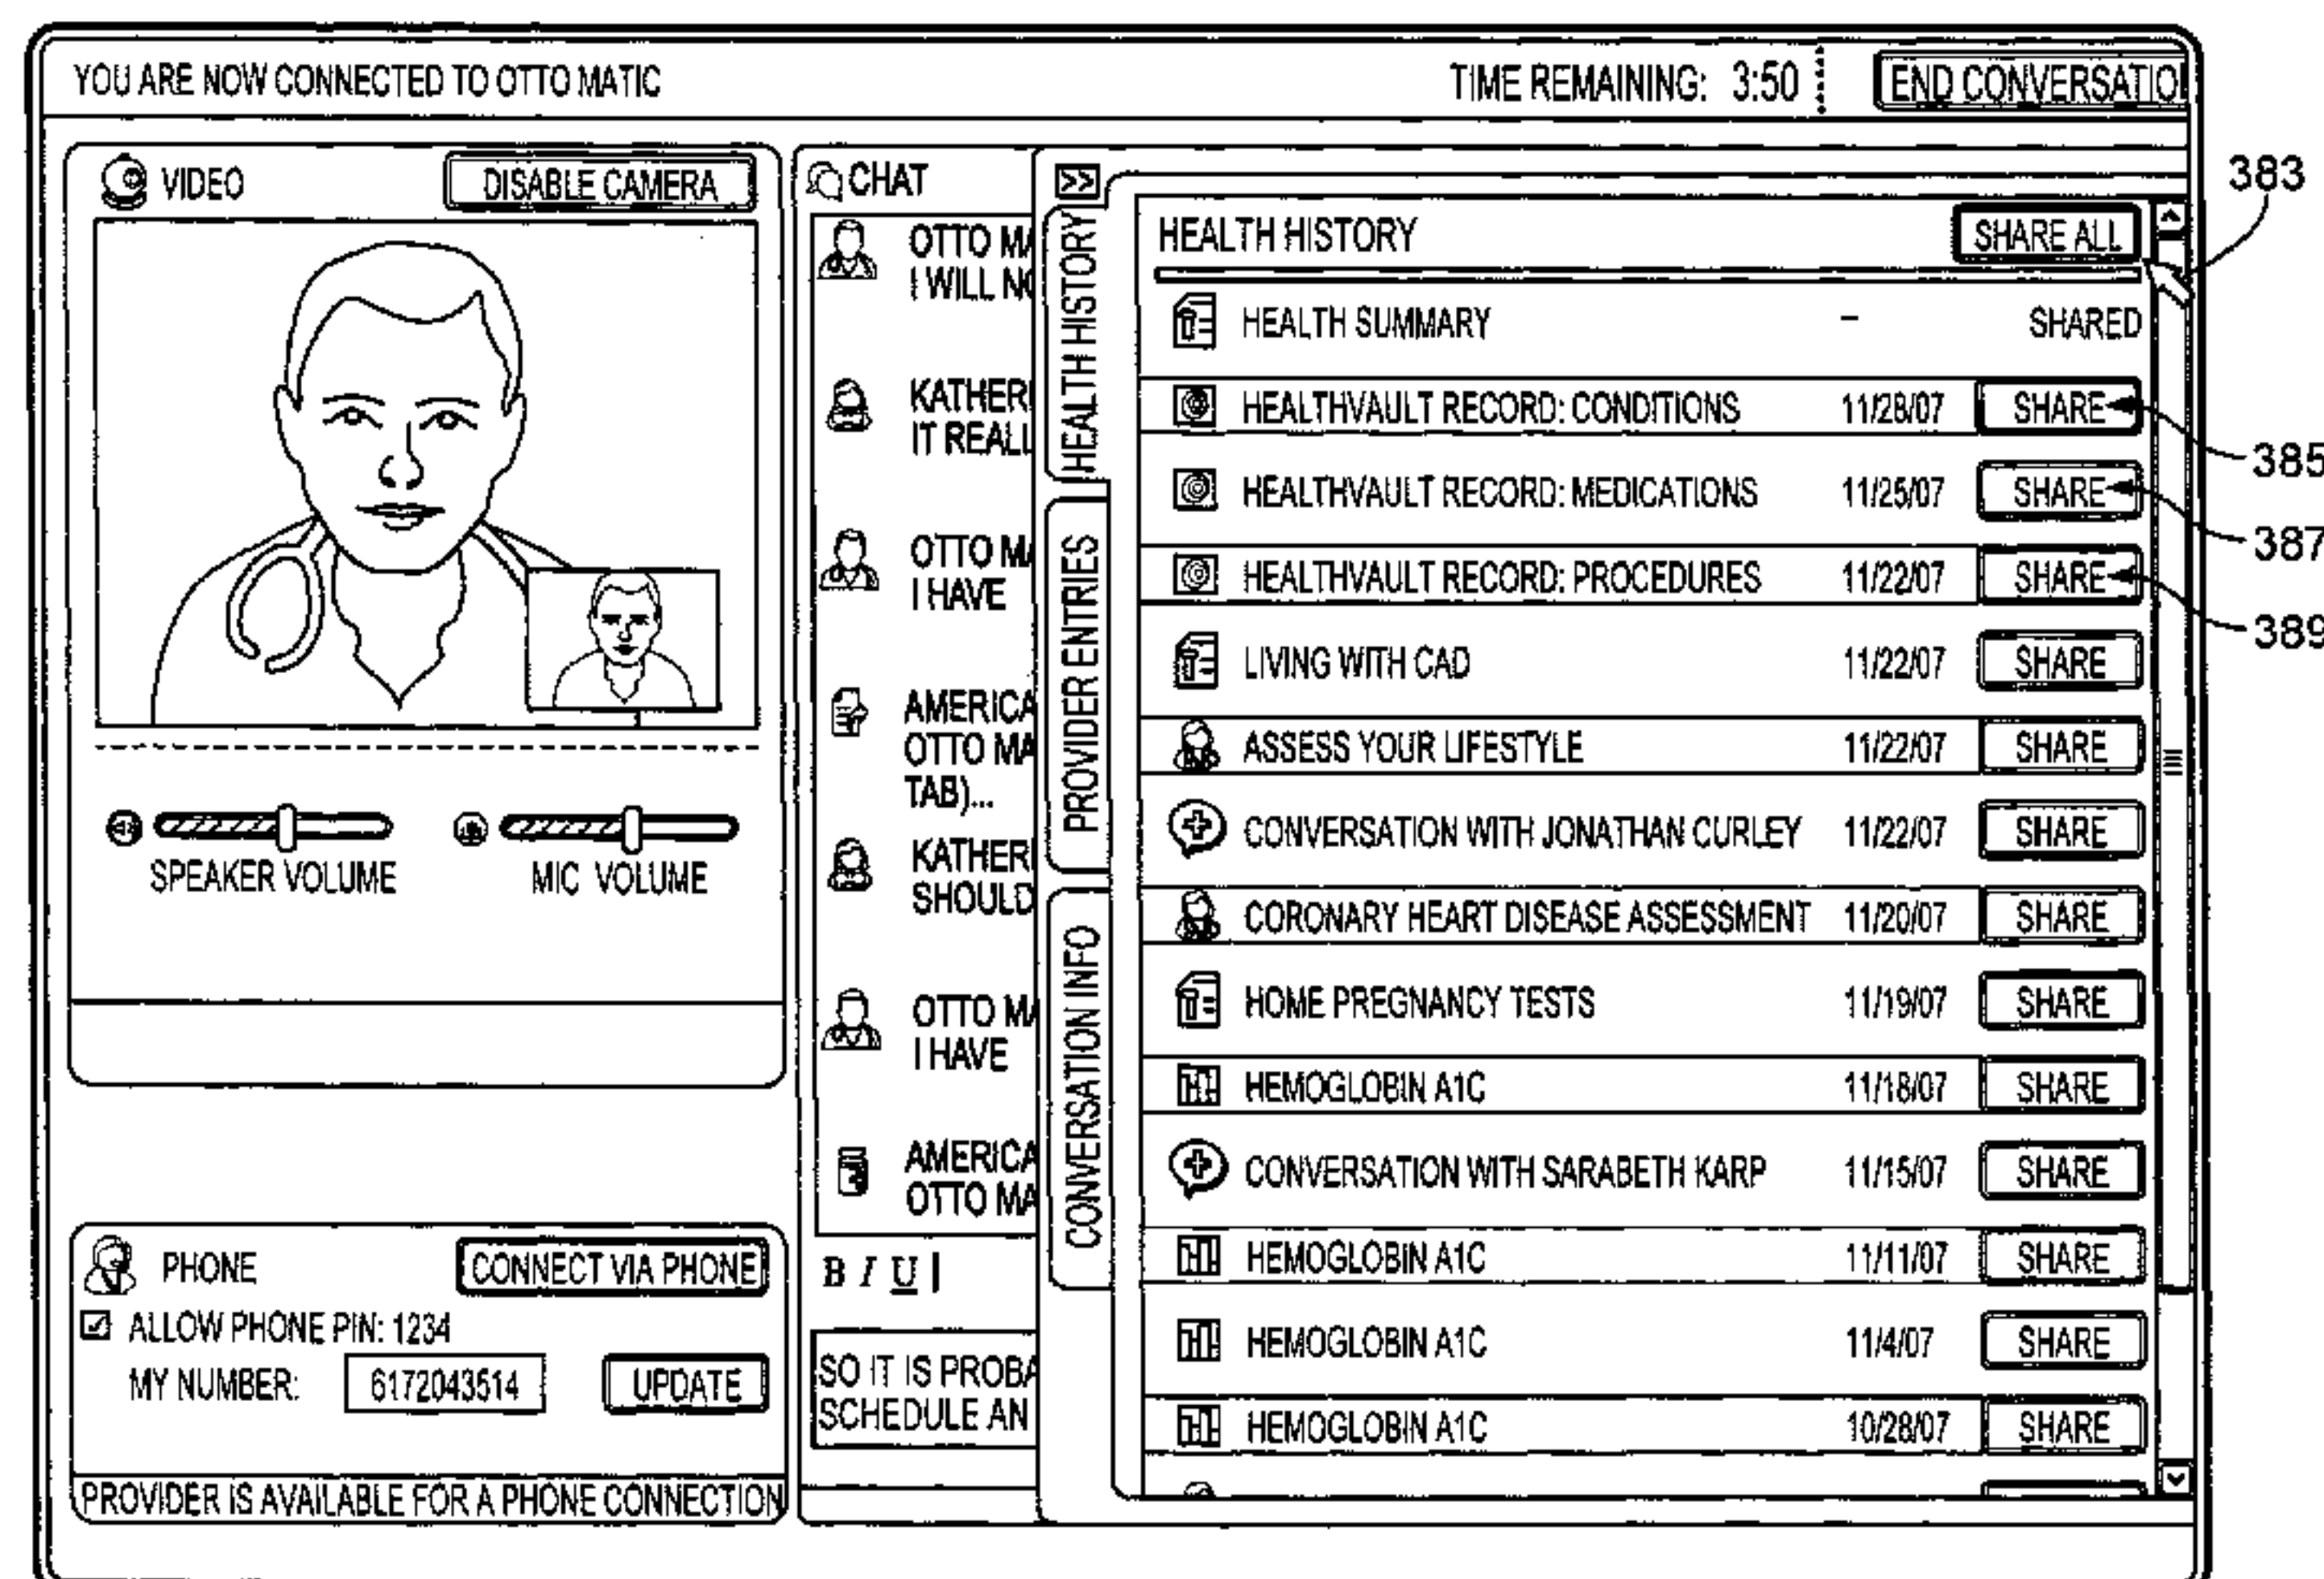 YOU ARE NOW CONNECTED TO OTTO MATIC
TIME REMAINING: 3:50
END CONVERSATIO
VIDEO
DISABLE CAMERA
SPEAKER VOLUME
MIC VOLUME
PHONE
CONNECT VIA PHONE
ALLOW PHONE PIN: 1234
MY NUMBER: 6172043514 UPDATE
PROVIDER IS AVAILABLE FOR A PHONE CONNECTION
CHAT
OTTO MA
I WILL NO
KATHERI
IT REALL
OTTO MA
I HAVE
AMERICA
OTTO MA
TAB)...
KATHERI
SHOULD
OTTO MA
I HAVE
AMERICA
OTTO MA
B I U
SO IT IS PROBA
SCHEDULE AN
>>
HEALTH HISTORY
PROVIDER ENTRIES
CONVERSATION INFO
HEALTH HISTORY SHARE ALL
HEALTH SUMMARY – SHARED
HEALTHVAULT RECORD: CONDITIONS 11/28/07 SHARE
HEALTHVAULT RECORD: MEDICATIONS 11/25/07 SHARE
HEALTHVAULT RECORD: PROCEDURES 11/22/07 SHARE
LIVING WITH CAD 11/22/07 SHARE
ASSESS YOUR LIFESTYLE 11/22/07 SHARE
CONVERSATION WITH JONATHAN CURLEY 11/22/07 SHARE
CORONARY HEART DISEASE ASSESSMENT 11/20/07 SHARE
HOME PREGNANCY TESTS 11/19/07 SHARE
HEMOGLOBIN A1C 11/18/07 SHARE
CONVERSATION WITH SARABETH KARP 11/15/07 SHARE
HEMOGLOBIN A1C 11/11/07 SHARE
HEMOGLOBIN A1C 11/4/07 SHARE
HEMOGLOBIN A1C 10/28/07 SHARE
383
385
387
389